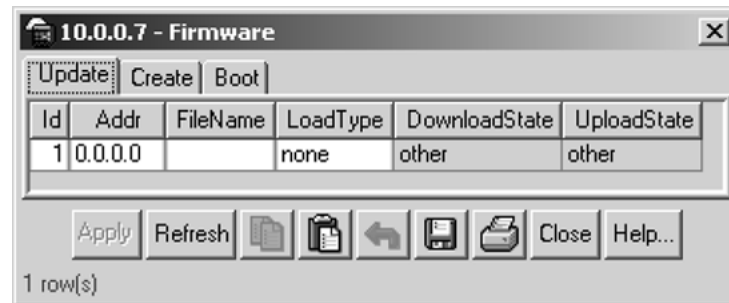 10.0.0.7 - Firmware
Update Create Boot
Id Addr FileName LoadType DownloadState UploadState
1 0.0.0.0 none other other
Apply Refresh Close Help...
1 row(s)